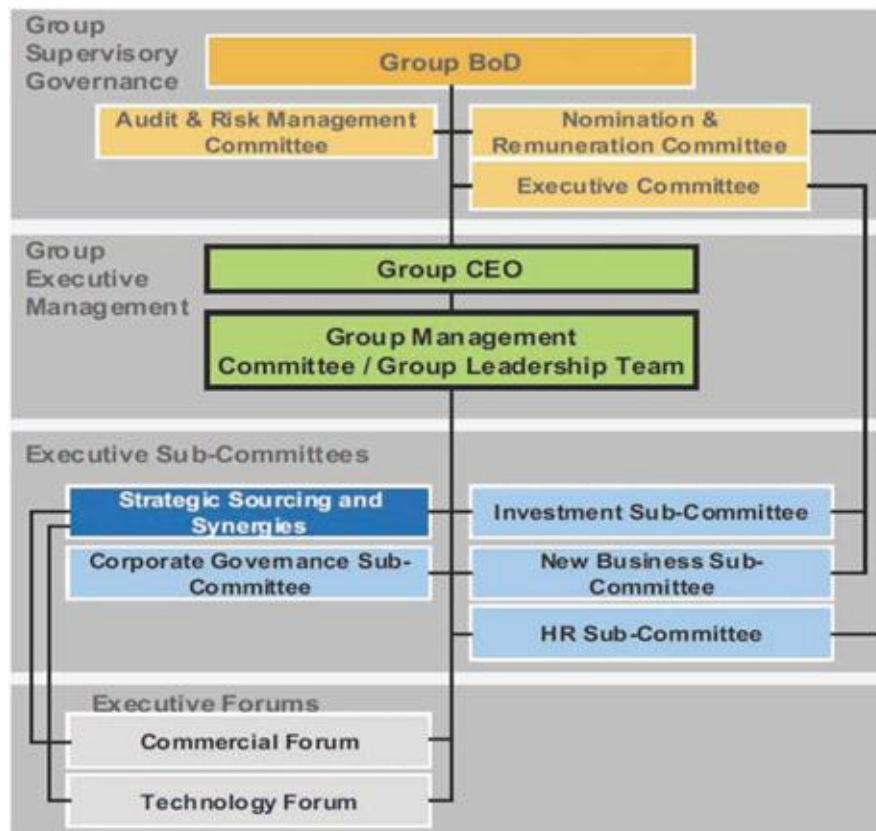 Group
Supervisory
Governance
Group BoD
Audit & Risk Management
Committee
Nomination &
Remuneration Committee
Executive Committee
Group
Executive
Management
Group CEO
Group Management
Committee / Group Leadership Team
Executive Sub-Committees
Strategic Sourcing and
Synergies
Investment Sub-Committee
Corporate Governance Sub-
Committee
New Business Sub-
Committee
HR Sub-Committee
Executive Forums
Commercial Forum
Technology Forum